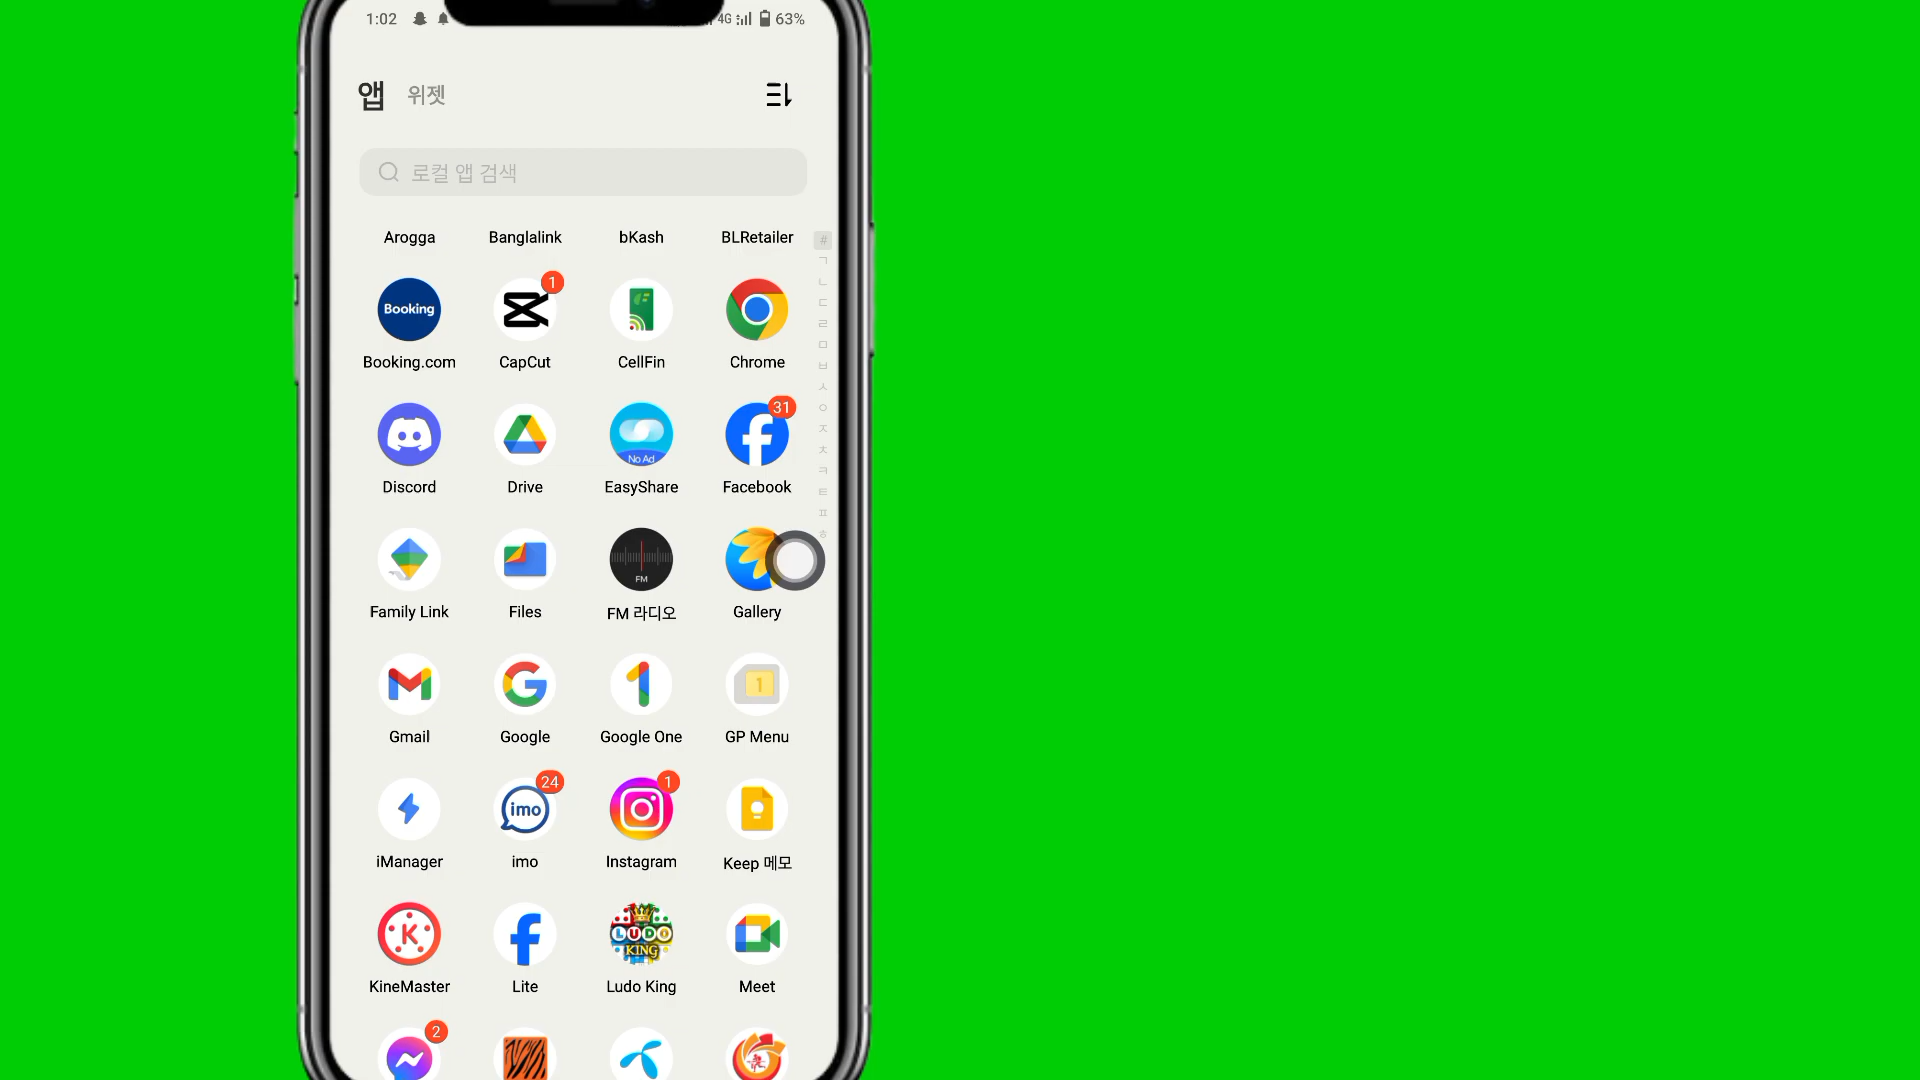 1:02 4G 63%
앱 위젯
로컬 앱 검색
Arogga Banglalink bKash BLRetailer
#
ㄱ
ㄴ
ㄷ
ㄹ
ㅁ
ㅂ
ㅅ
ㅇ
ㅈ
ㅊ
ㅋ
ㅌ
ㅍ
ㅎ
Booking 1
Booking.com CapCut CellFin Chrome
No Ad 31
Discord Drive EasyShare Facebook
FM
Family Link Files FM 라디오 Gallery
1
Gmail Google Google One GP Menu
imo 24 1
iManager imo Instagram Keep 메모
K LUDO KING
KineMaster Lite Ludo King Meet
2